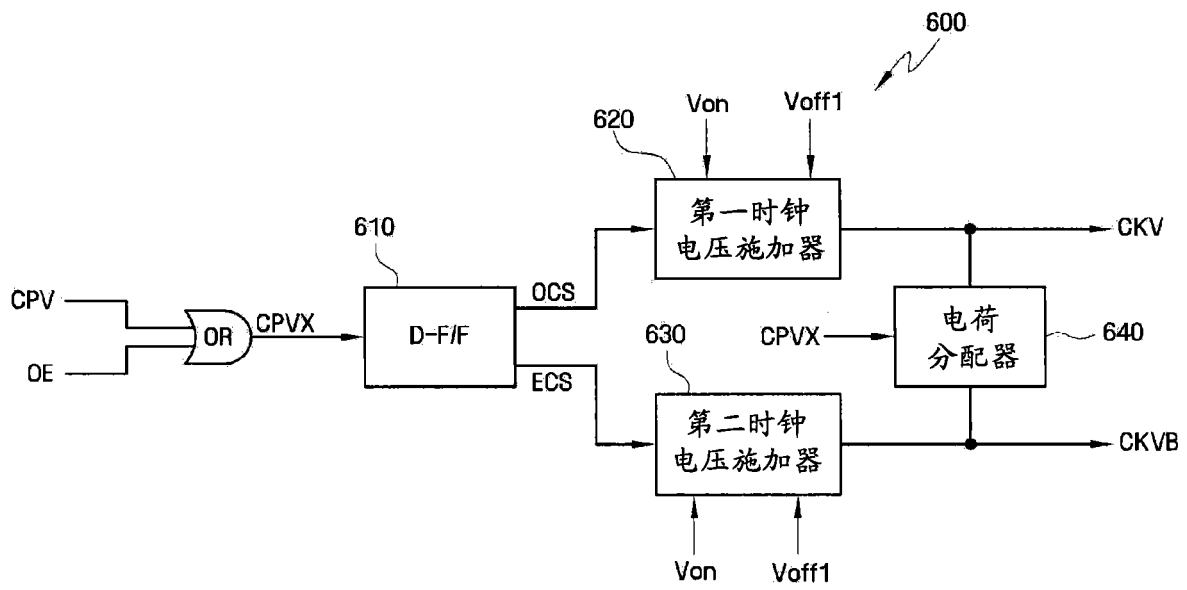 600
Von
Voff1
620
第一时钟
电压施加器
CKV
610
OCS
CPV
OR
CPVX
D-F/F
OE
ECS
CPVX
电荷
分配器
640
630
第二时钟
电压施加器
CKVB
Von
Voff1